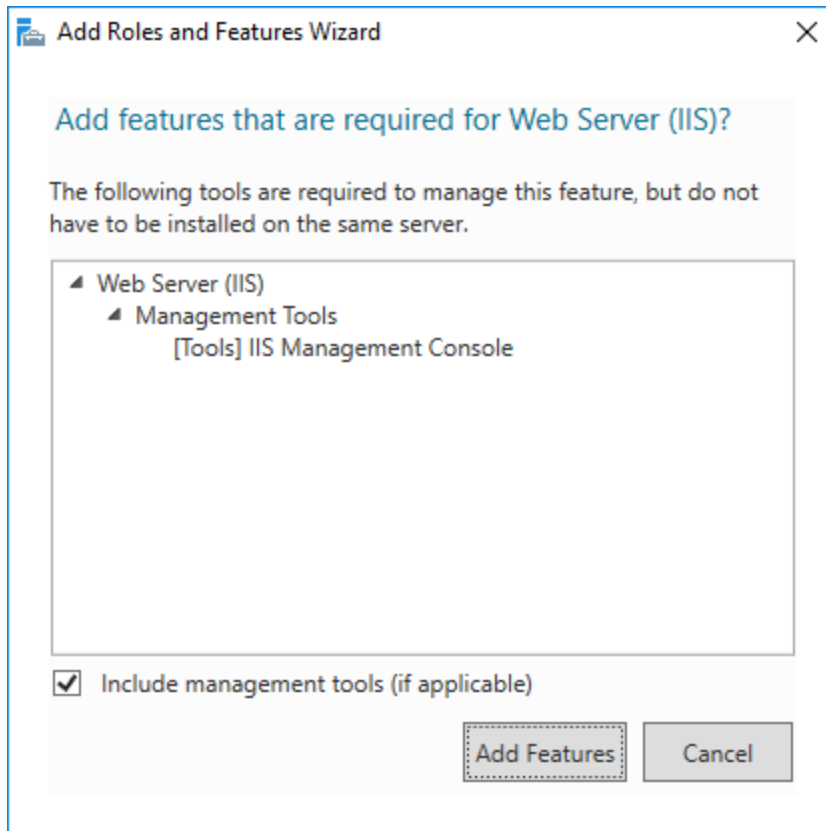 Add Roles and Features Wizard
Add features that are required for Web Server (IIS)?
The following tools are required to manage this feature, but do not
have to be installed on the same server.
Web Server (IIS)
Management Tools
[Tools] IIS Management Console
Include management tools (if applicable)
Add Features
Cancel